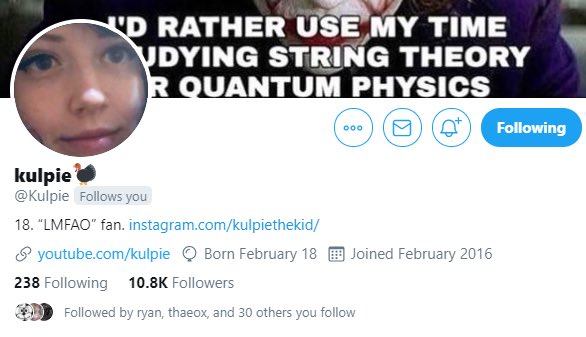 I'D RATHER USE MY TIME
UDYING STRING THEORY
R QUANTUM PHYSICS
Following
kulpie🦃
@Kulpie Follows you
18. “LMFAO” fan. instagram.com/kulpiethekid/
youtube.com/kulpie Born February 18 Joined February 2016
238 Following 10.8K Followers
Followed by ryan, thaeox, and 30 others you follow